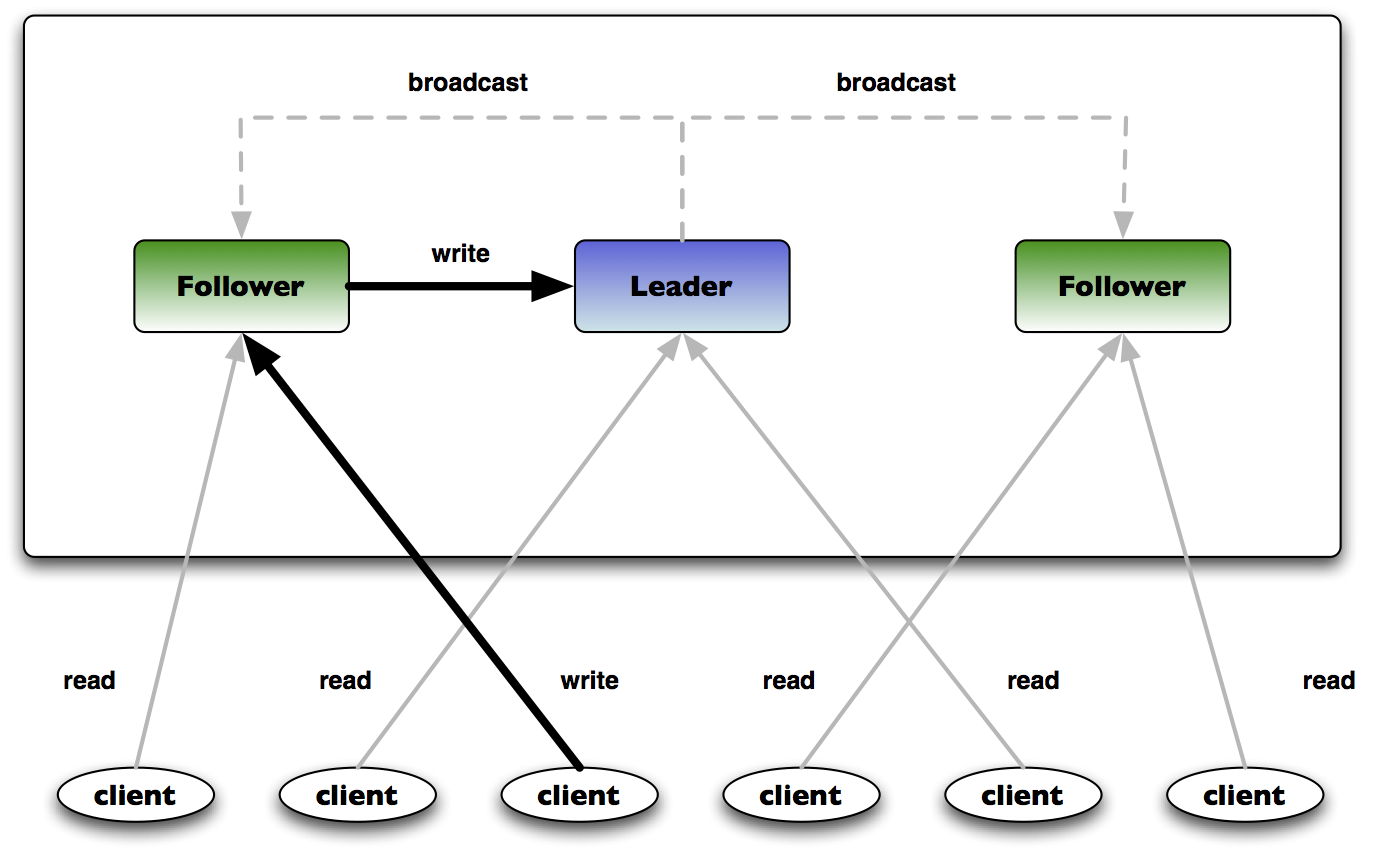 broadcast
broadcast
write
Follower
Leader
Follower
read
read
write
read
read
read
client
client
client
client
client
client